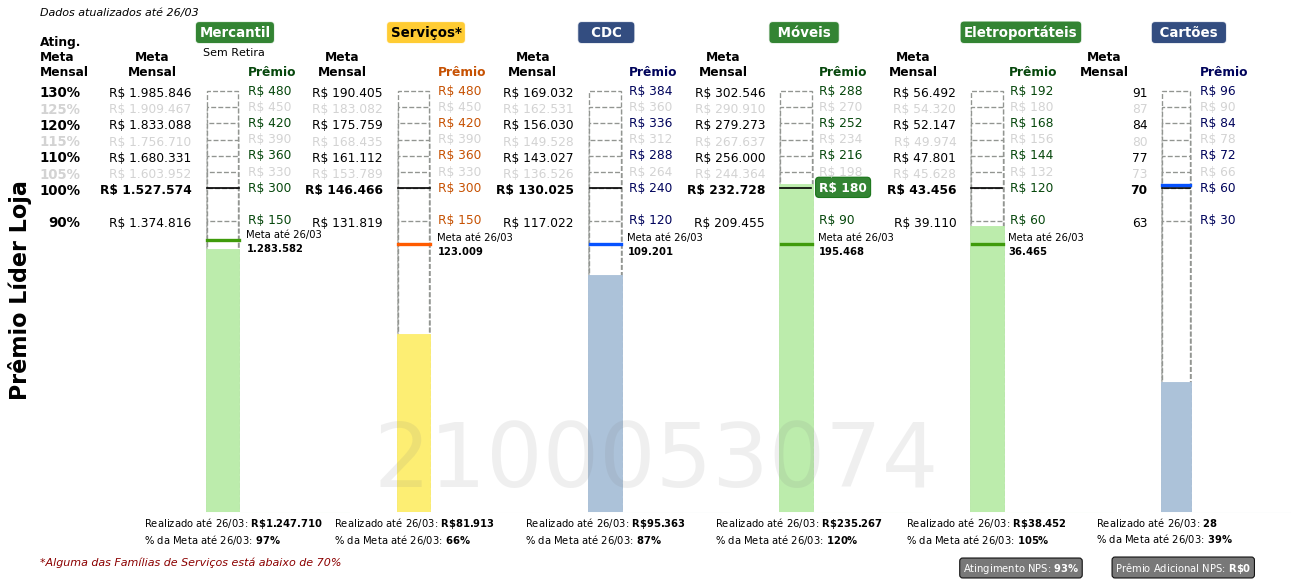 Dados atualizados até 26/03
Mercantil Serviços* CDC Móveis Eletroportáteis Cartões
Sem Retira
Ating. Meta Mensal
Meta Mensal Prêmio Meta Mensal Prêmio Meta Mensal Prêmio Meta Mensal Prêmio Meta Mensal Prêmio Meta Mensal Prêmio
130% R$ 1.985.846 R$ 480 R$ 190.405 R$ 480 R$ 169.032 R$ 384 R$ 302.546 R$ 288 R$ 56.492 R$ 192 91 R$ 96
125% R$ 1.909.467 R$ 450 R$ 183.082 R$ 450 R$ 162.531 R$ 360 R$ 290.910 R$ 270 R$ 54.320 R$ 180 87 R$ 90
120% R$ 1.833.088 R$ 420 R$ 175.759 R$ 420 R$ 156.030 R$ 336 R$ 279.273 R$ 252 R$ 52.147 R$ 168 84 R$ 84
115% R$ 1.756.710 R$ 390 R$ 168.435 R$ 390 R$ 149.528 R$ 312 R$ 267.637 R$ 234 R$ 49.974 R$ 156 80 R$ 78
110% R$ 1.680.331 R$ 360 R$ 161.112 R$ 360 R$ 143.027 R$ 288 R$ 256.000 R$ 216 R$ 47.801 R$ 144 77 R$ 72
105% R$ 1.603.952 R$ 330 R$ 153.789 R$ 330 R$ 136.526 R$ 264 R$ 244.364 R$ 198 R$ 45.628 R$ 132 73 R$ 66
100% R$ 1.527.574 R$ 300 R$ 146.466 R$ 300 R$ 130.025 R$ 240 R$ 232.728 R$ 180 R$ 43.456 R$ 120 70 R$ 60
90% R$ 1.374.816 R$ 150 R$ 131.819 R$ 150 R$ 117.022 R$ 120 R$ 209.455 R$ 90 R$ 39.110 R$ 60 63 R$ 30
Meta até 26/03 Meta até 26/03 Meta até 26/03 Meta até 26/03 Meta até 26/03
1.283.582 123.009 109.201 195.468 36.465
Prêmio Líder Loja
2100053074
Realizado até 26/03: R$1.247.710 Realizado até 26/03: R$81.913 Realizado até 26/03: R$95.363 Realizado até 26/03: R$235.267 Realizado até 26/03: R$38.452 Realizado até 26/03: 28
% da Meta até 26/03: 97% % da Meta até 26/03: 66% % da Meta até 26/03: 87% % da Meta até 26/03: 120% % da Meta até 26/03: 105% % da Meta até 26/03: 39%
*Alguma das Famílias de Serviços está abaixo de 70%
Atingimento NPS: 93% Prêmio Adicional NPS: R$0